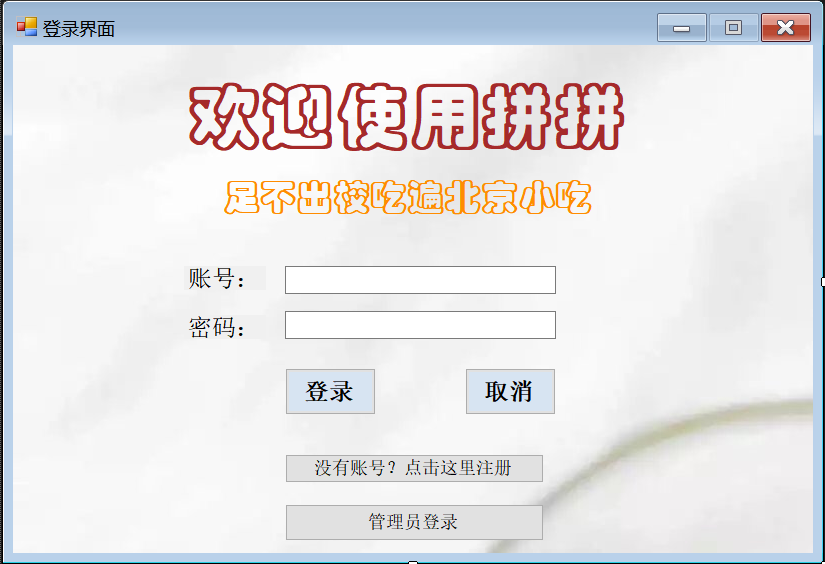 登录界面
欢迎使用拼拼
足不出校吃遍北京小吃
账号：
密码：
登录 取消
没有账号？点击这里注册
管理员登录